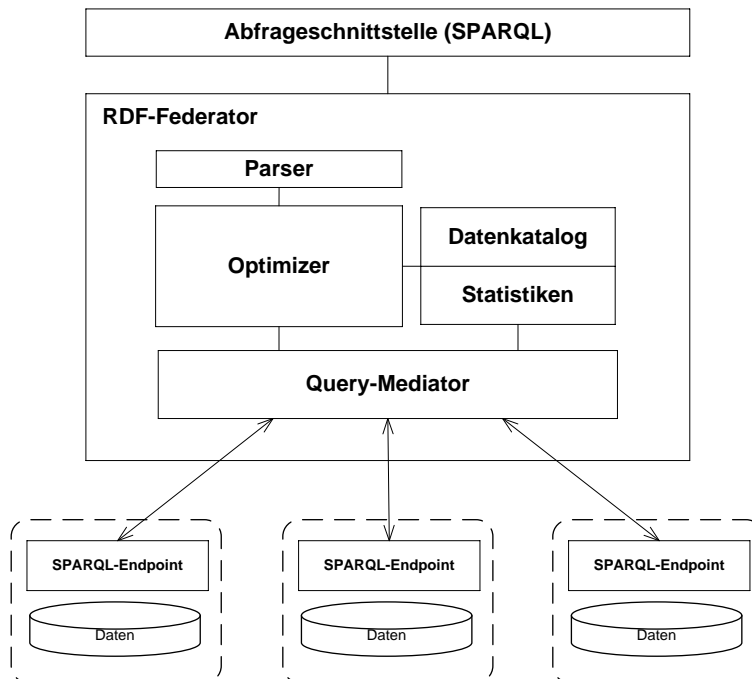 Abfrageschnittstelle (SPARQL)
RDF-Federator
Parser
Optimizer
Datenkatalog
Statistiken
Query-Mediator
SPARQL-Endpoint
Daten
SPARQL-Endpoint
Daten
SPARQL-Endpoint
Daten